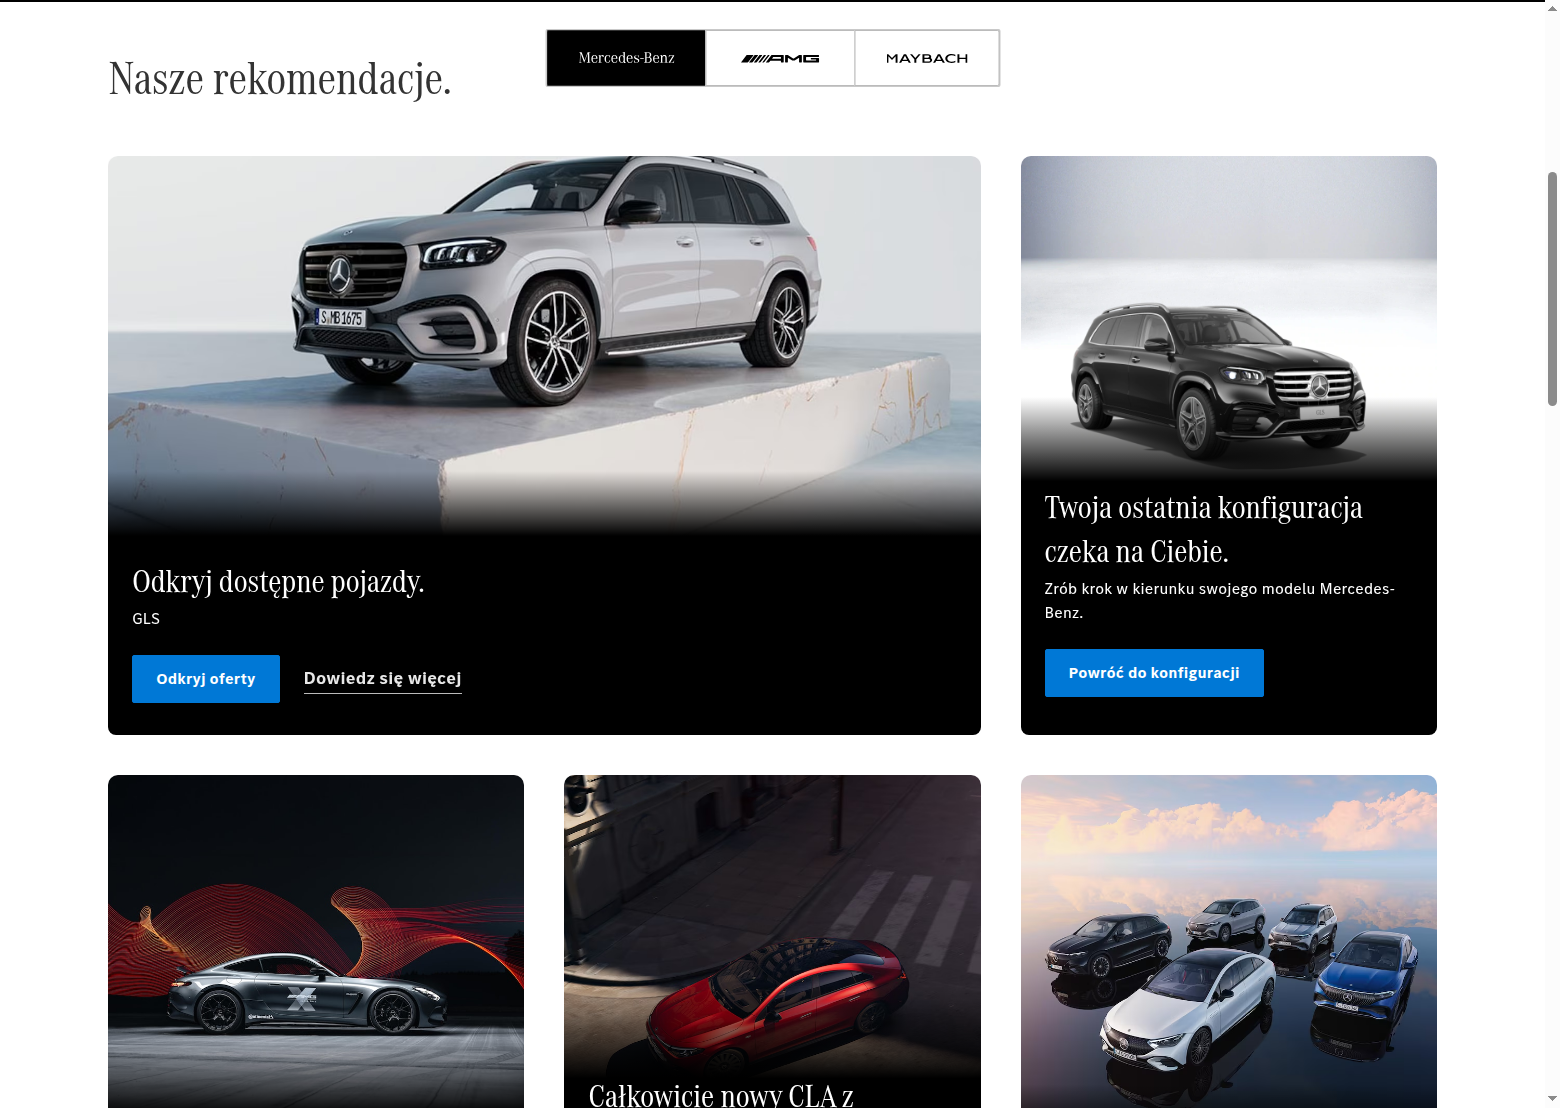 Nasze rekomendacje.
Mercedes-Benz
AMG
MAYBACH
S·MB 1675
GLS
Odkryj dostępne pojazdy.
GLS
Odkryj oferty
Dowiedz się więcej
Twoja ostatnia konfiguracja
czeka na Ciebie.
Zrób krok w kierunku swojego modelu Mercedes-
Benz.
Powróć do konfiguracji
Całkowicie nowy CLA z